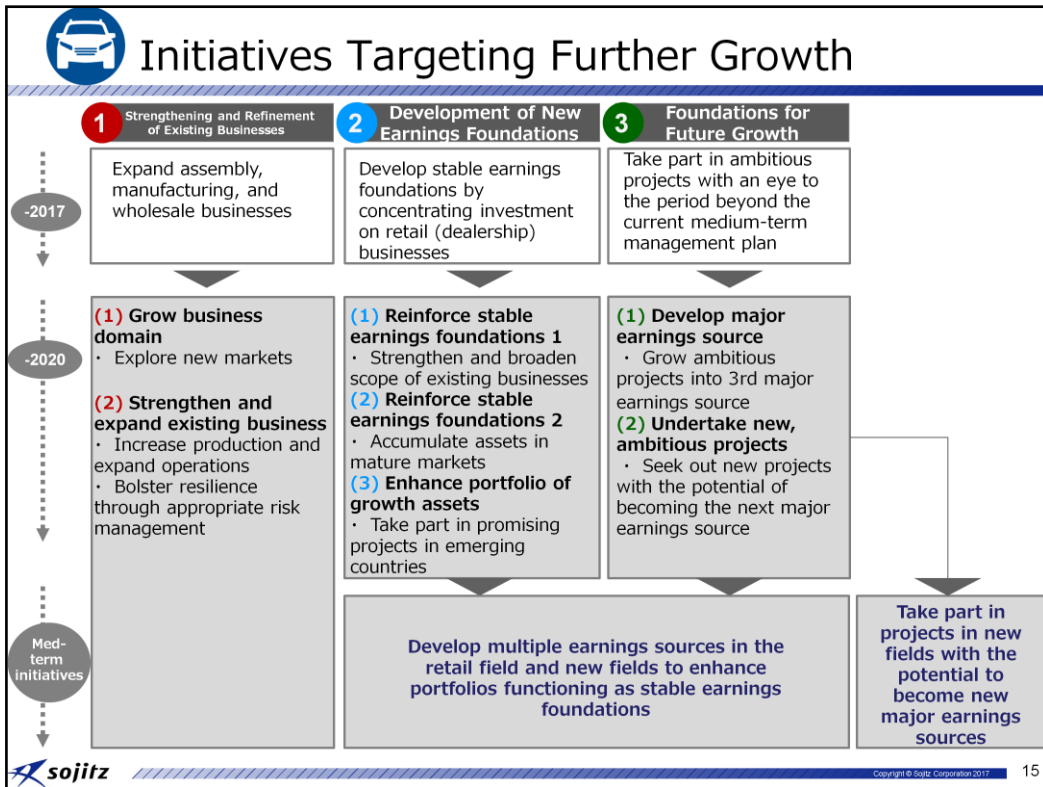 Initiatives Targeting Further Growth
1
Strengthening and Refinement
of Existing Businesses
2
Development of New
Earnings Foundations
3
Foundations for
Future Growth
-2017
Expand assembly,
manufacturing, and
wholesale businesses
Develop stable earnings
foundations by
concentrating investment
on retail (dealership)
businesses
Take part in ambitious
projects with an eye to
the period beyond the
current medium-term
management plan
-2020
(1) Grow business
domain
・ Explore new markets
(2) Strengthen and
expand existing business
・ Increase production and
expand operations
・ Bolster resilience
through appropriate risk
management
(1) Reinforce stable
earnings foundations 1
・ Strengthen and broaden
scope of existing businesses
(2) Reinforce stable
earnings foundations 2
・ Accumulate assets in
mature markets
(3) Enhance portfolio of
growth assets
・ Take part in promising
projects in emerging
countries
(1) Develop major
earnings source
・ Grow ambitious
projects into 3rd major
earnings source
(2) Undertake new,
ambitious projects
・ Seek out new projects
with the potential of
becoming the next major
earnings source
Med-
term
initiatives
Develop multiple earnings sources in the
retail field and new fields to enhance
portfolios functioning as stable earnings
foundations
Take part in
projects in new
fields with the
potential to
become new
major earnings
sources
sojitz
Copyright © Sojitz Corporation 2017
15